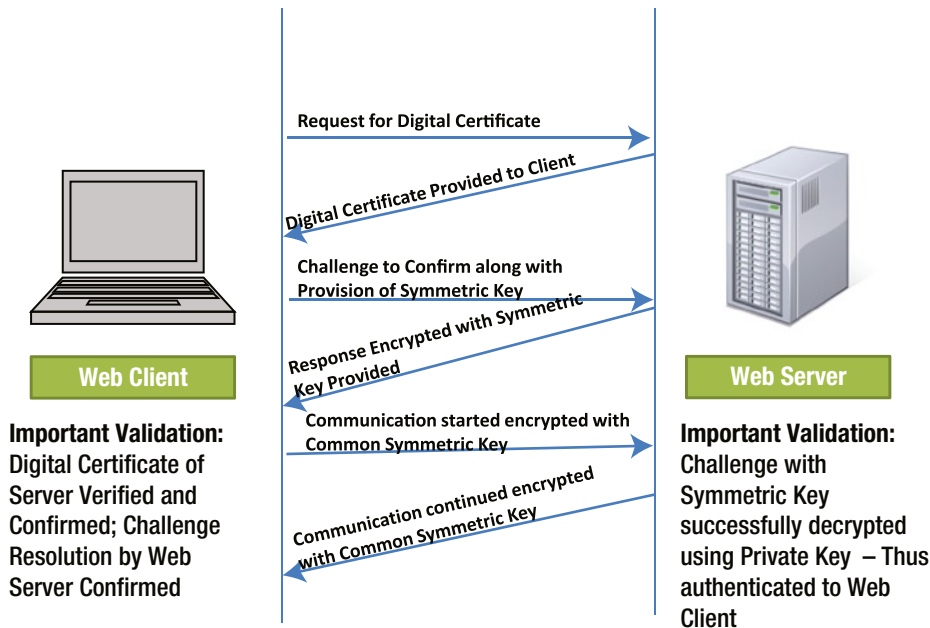 Request for Digital Certificate
Digital Certificate Provided to Client
Challenge to Confirm along with
Provision of Symmetric Key
Response Encrypted with Symmetric
Key Provided
Communication started encrypted with
Common Symmetric Key
Communication continued encrypted
with Common Symmetric Key
Web Client
Important Validation:
Digital Certificate of
Server Verified and
Confirmed; Challenge
Resolution by Web
Server Confirmed
Web Server
Important Validation:
Challenge with
Symmetric Key
successfully decrypted
using Private Key – Thus
authenticated to Web
Client